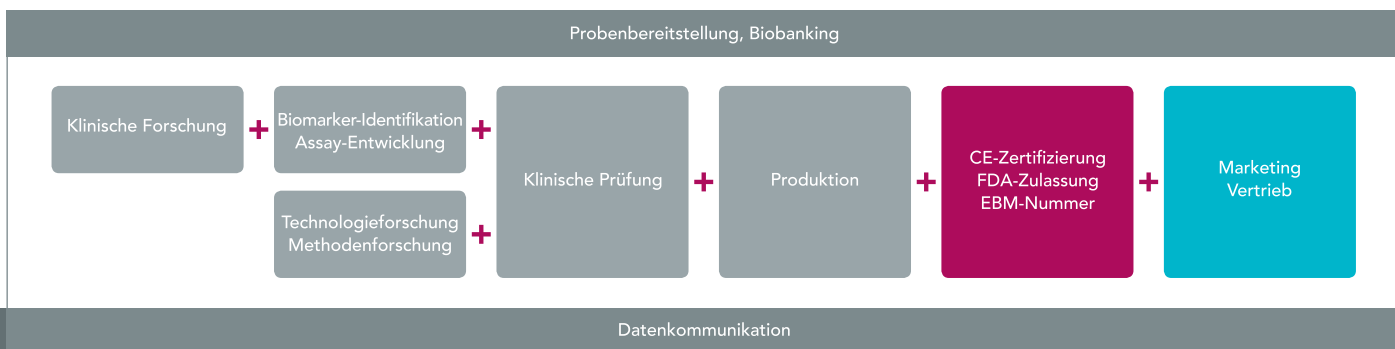 Probenbereitstellung, Biobanking
Klinische Forschung
+
Biomarker-Identifikation
Assay-Entwicklung
+
Technologieforschung
Methodenforschung
+
Klinische Prüfung
+
Produktion
+
CE-Zertifizierung
FDA-Zulassung
EBM-Nummer
+
Marketing
Vertrieb
Datenkommunikation